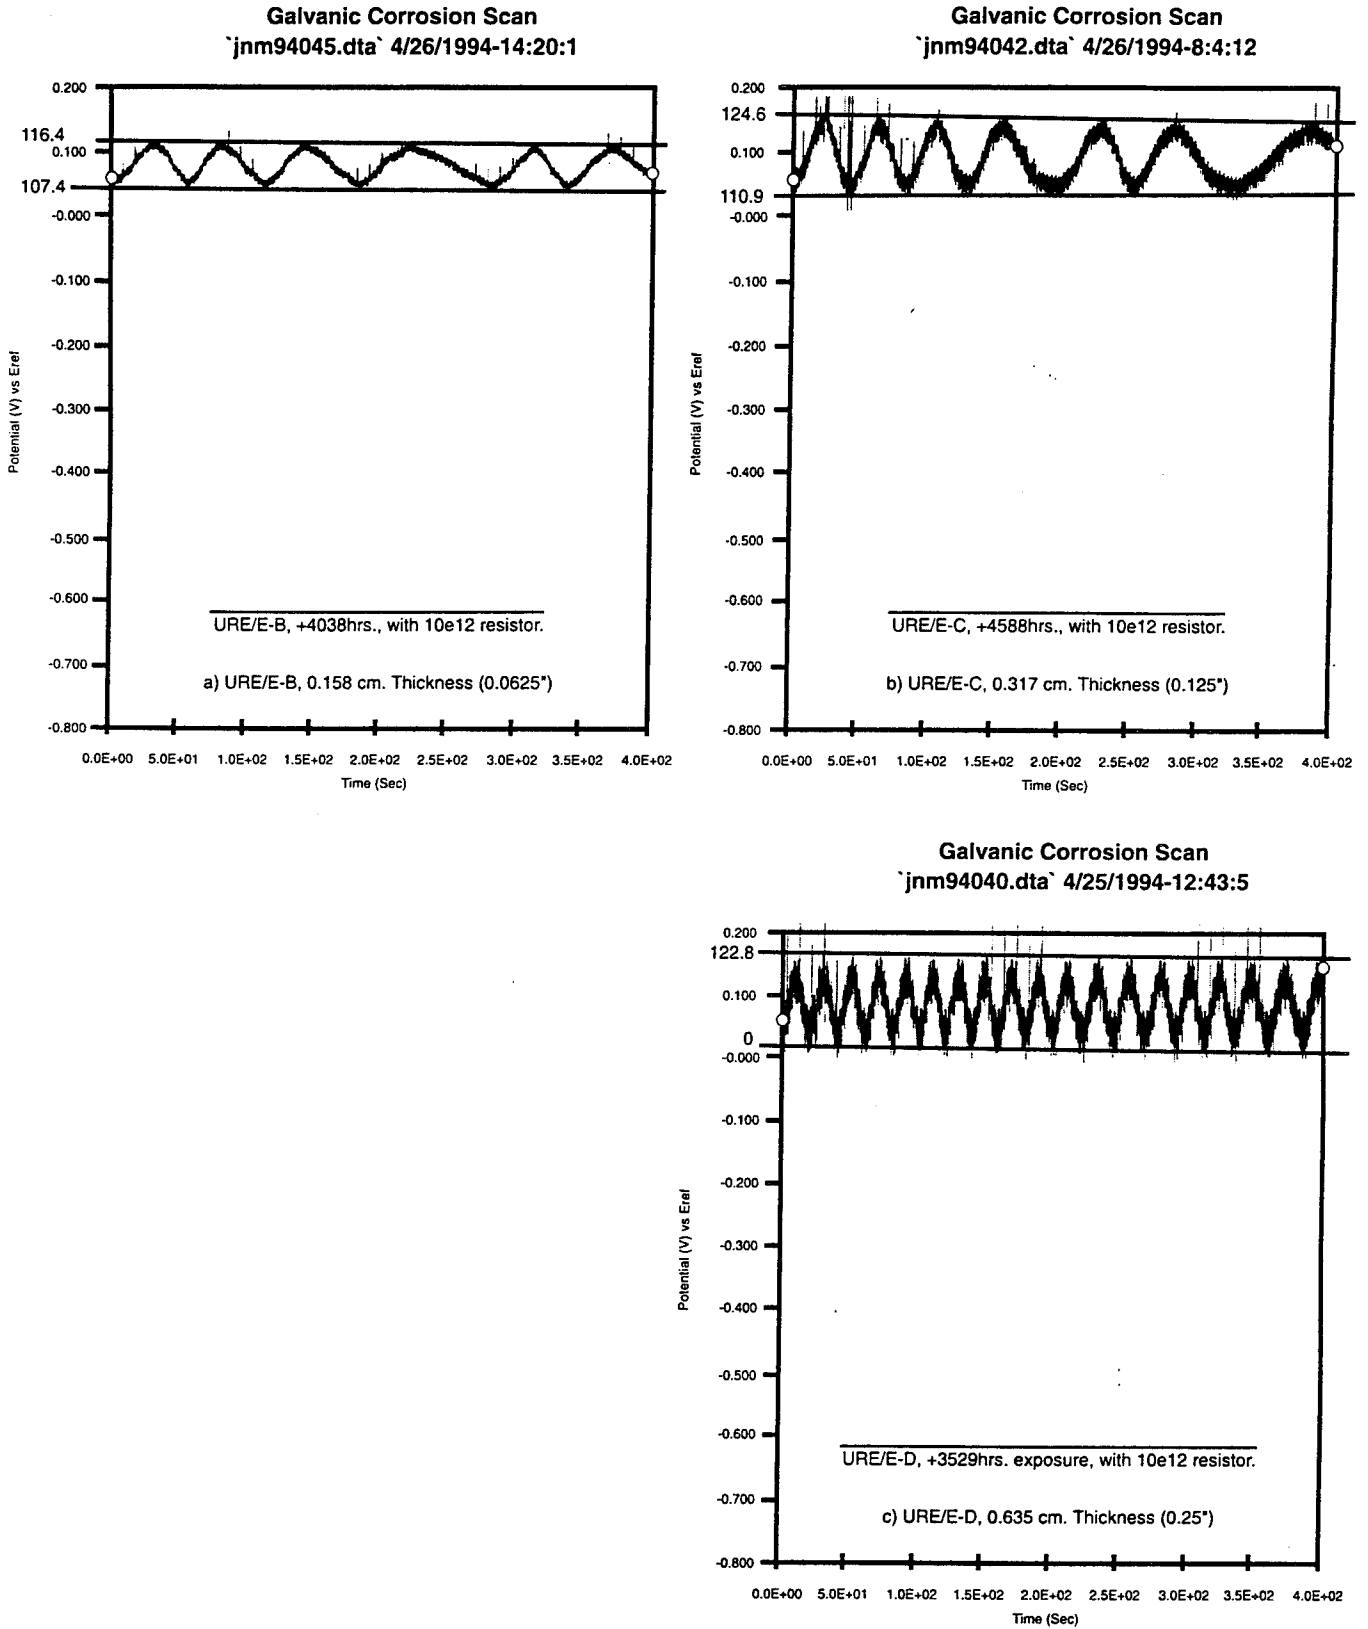 Galvanic Corrosion Scan
`jnm94045.dta` 4/26/1994-14:20:1
0.200
116.4
0.100
107.4
-0.000
-0.100
-0.200
-0.300
-0.400
-0.500
-0.600
-0.700
-0.800
Potential (V) vs Eref
URE/E-B, +4038hrs., with 10e12 resistor.
a) URE/E-B, 0.158 cm. Thickness (0.0625")
0.0E+00 5.0E+01 1.0E+02 1.5E+02 2.0E+02 2.5E+02 3.0E+02 3.5E+02 4.0E+02
Time (Sec)
Galvanic Corrosion Scan
`jnm94042.dta` 4/26/1994-8:4:12
0.200
124.6
0.100
110.9
-0.000
-0.100
-0.200
-0.300
-0.400
-0.500
-0.600
-0.700
-0.800
Potential (V) vs Eref
URE/E-C, +4588hrs., with 10e12 resistor.
b) URE/E-C, 0.317 cm. Thickness (0.125")
0.0E+00 5.0E+01 1.0E+02 1.5E+02 2.0E+02 2.5E+02 3.0E+02 3.5E+02 4.0E+02
Time (Sec)
Galvanic Corrosion Scan
`jnm94040.dta` 4/25/1994-12:43:5
0.200
122.8
0.100
0
-0.000
-0.100
-0.200
-0.300
-0.400
-0.500
-0.600
-0.700
-0.800
Potential (V) vs Eref
URE/E-D, +3529hrs. exposure, with 10e12 resistor.
c) URE/E-D, 0.635 cm. Thickness (0.25")
0.0E+00 5.0E+01 1.0E+02 1.5E+02 2.0E+02 2.5E+02 3.0E+02 3.5E+02 4.0E+02
Time (Sec)